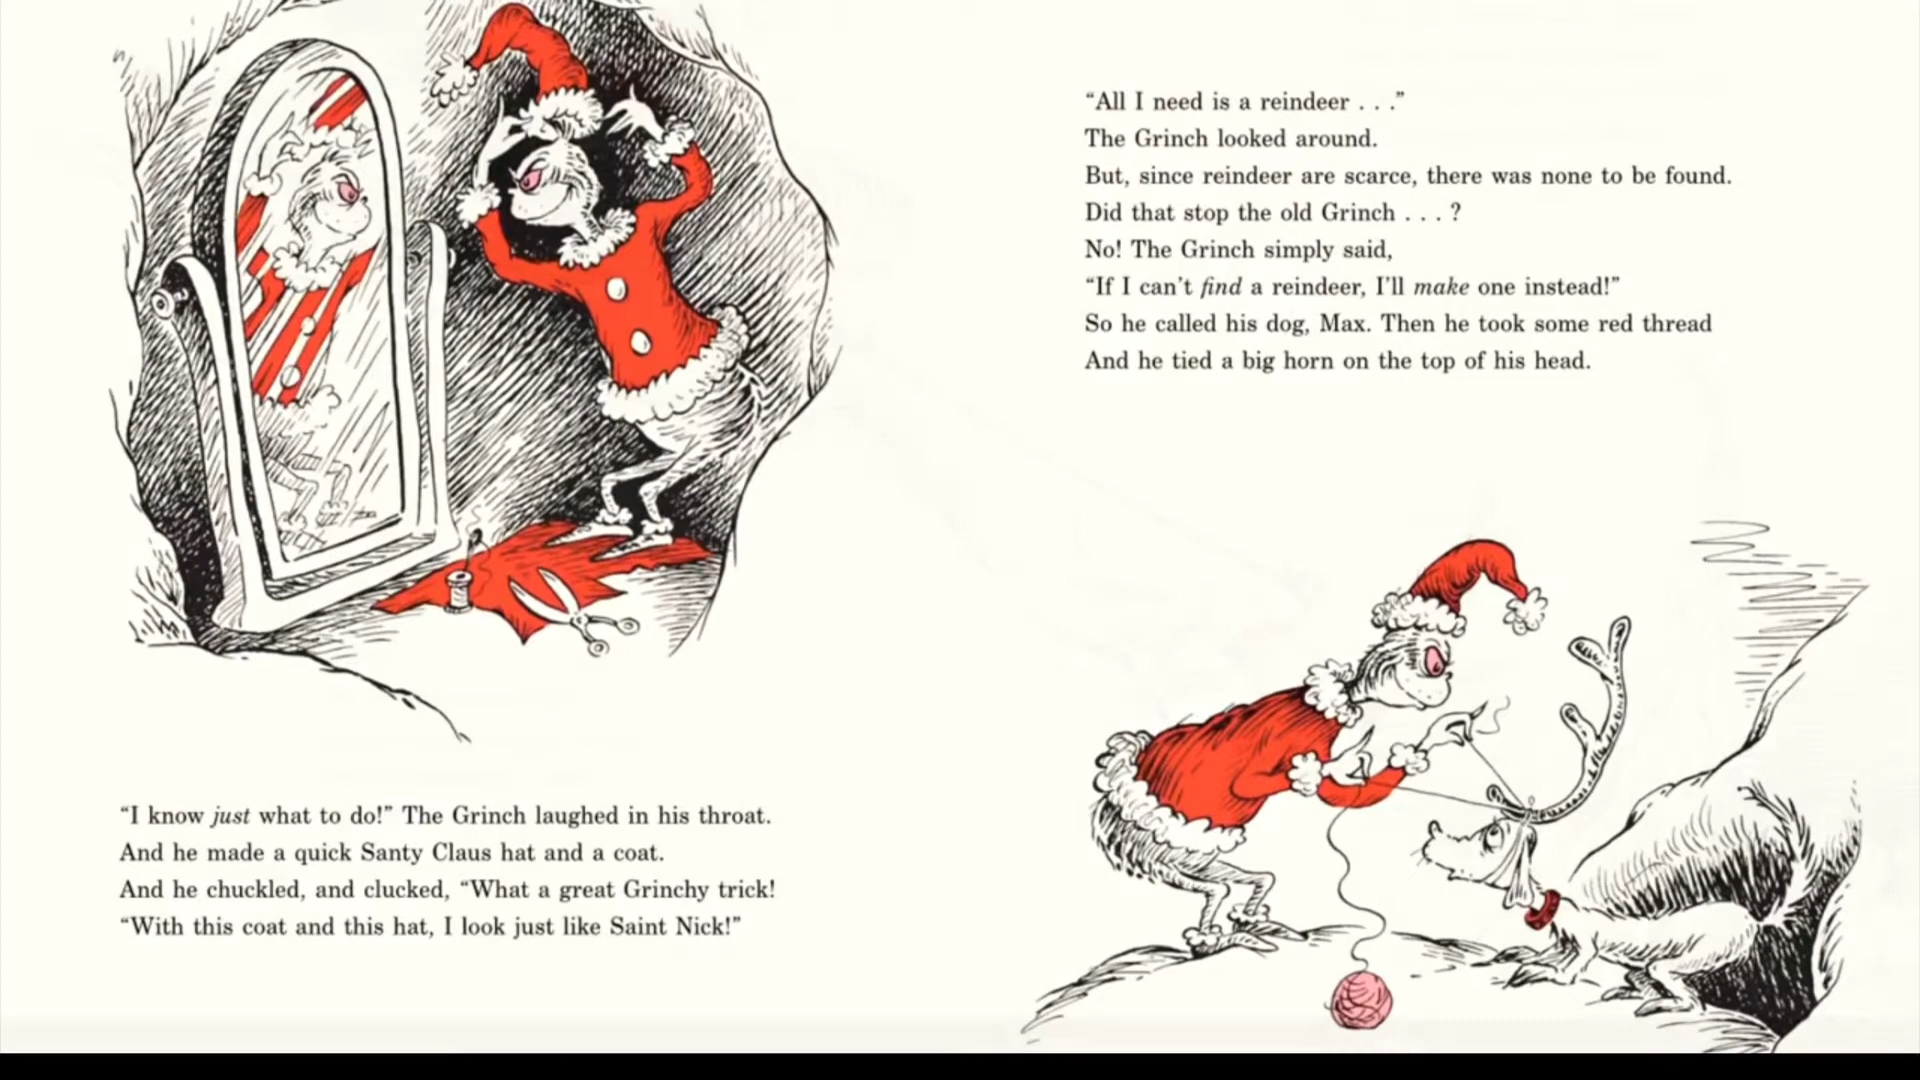 “I know just what to do!” The Grinch laughed in his throat.
And he made a quick Santy Claus hat and a coat.
And he chuckled, and clucked, “What a great Grinchy trick!
“With this coat and this hat, I look just like Saint Nick!”
“All I need is a reindeer . . .”
The Grinch looked around.
But, since reindeer are scarce, there was none to be found.
Did that stop the old Grinch . . . ?
No! The Grinch simply said,
“If I can’t find a reindeer, I’ll make one instead!”
So he called his dog, Max. Then he took some red thread
And he tied a big horn on the top of his head.